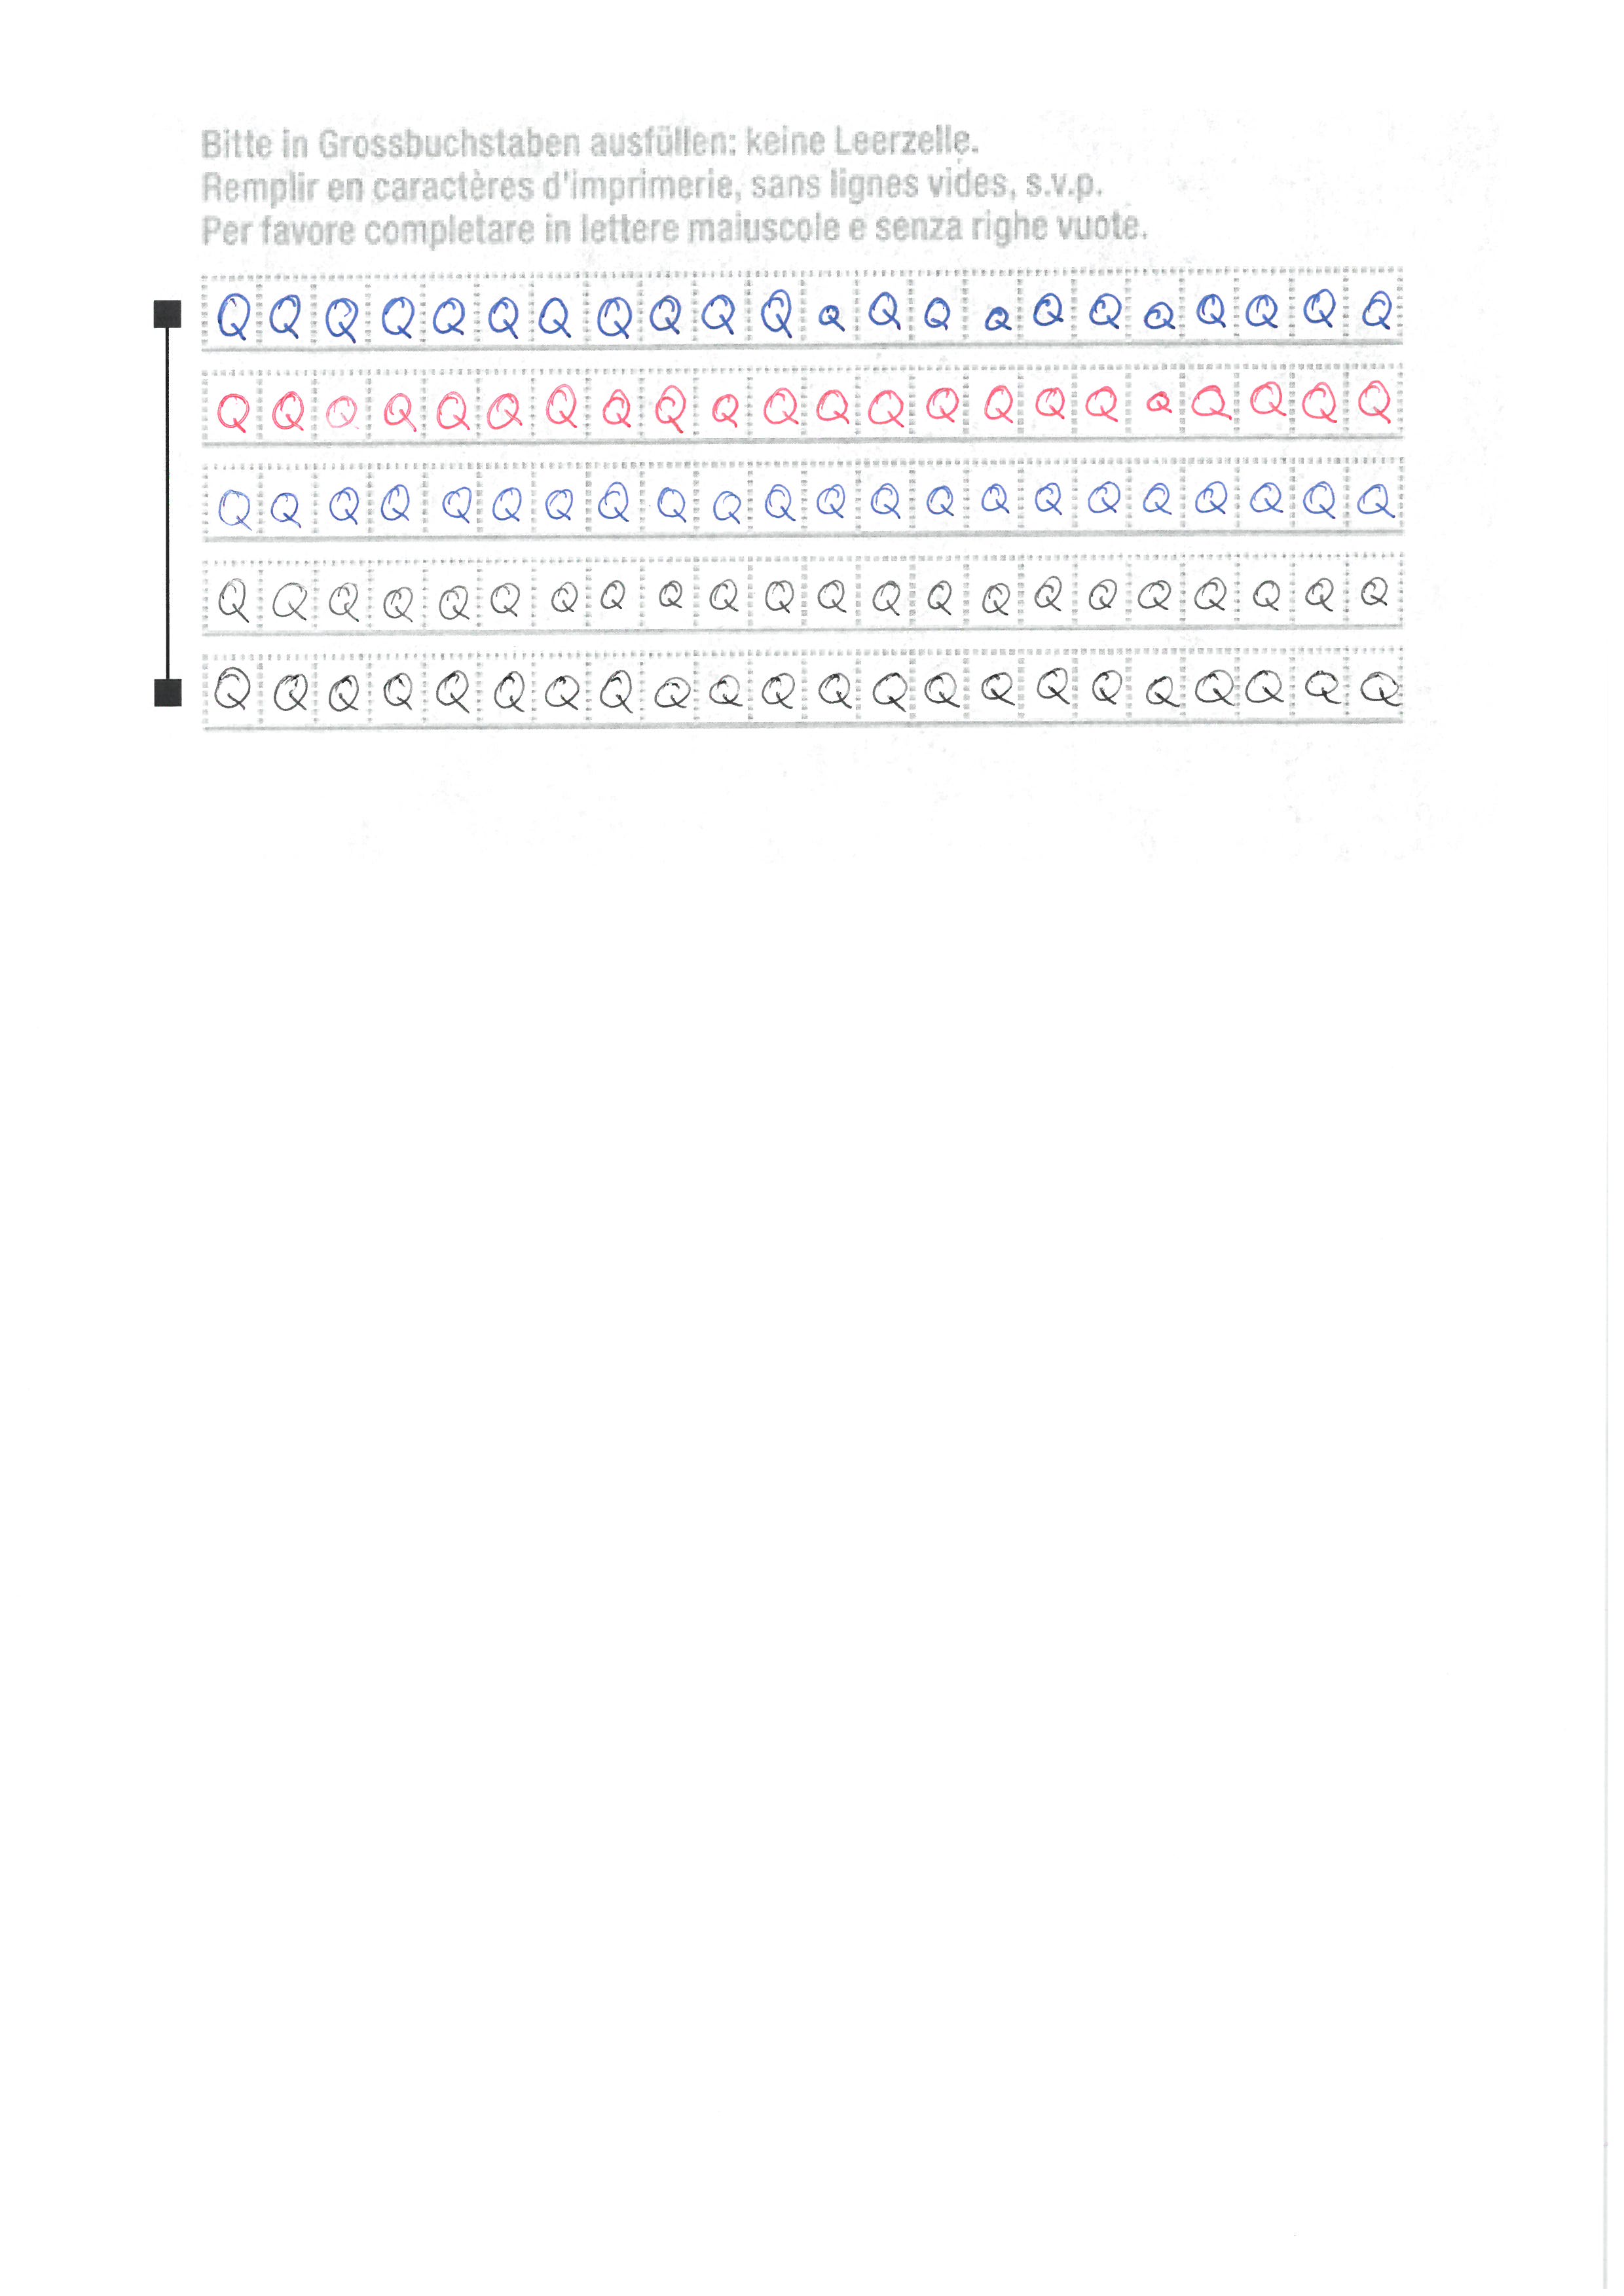 Bitte in Grossbuchstaben ausfüllen: keine Leerzelle.
Remplir en caractères d'imprimerie, sans lignes vides, s.v.p.
Per favore completare in lettere maiuscole e senza righe vuote.
Q Q Q Q Q Q Q Q Q Q Q Q Q Q Q Q Q Q Q Q Q Q
Q Q Q Q Q Q Q Q Q Q Q Q Q Q Q Q Q Q Q Q Q Q
Q Q Q Q Q Q Q Q Q Q Q Q Q Q Q Q Q Q Q Q Q Q
Q Q Q Q Q Q Q Q Q Q Q Q Q Q Q Q Q Q Q Q Q Q
Q Q Q Q Q Q Q Q Q Q Q Q Q Q Q Q Q Q Q Q Q Q